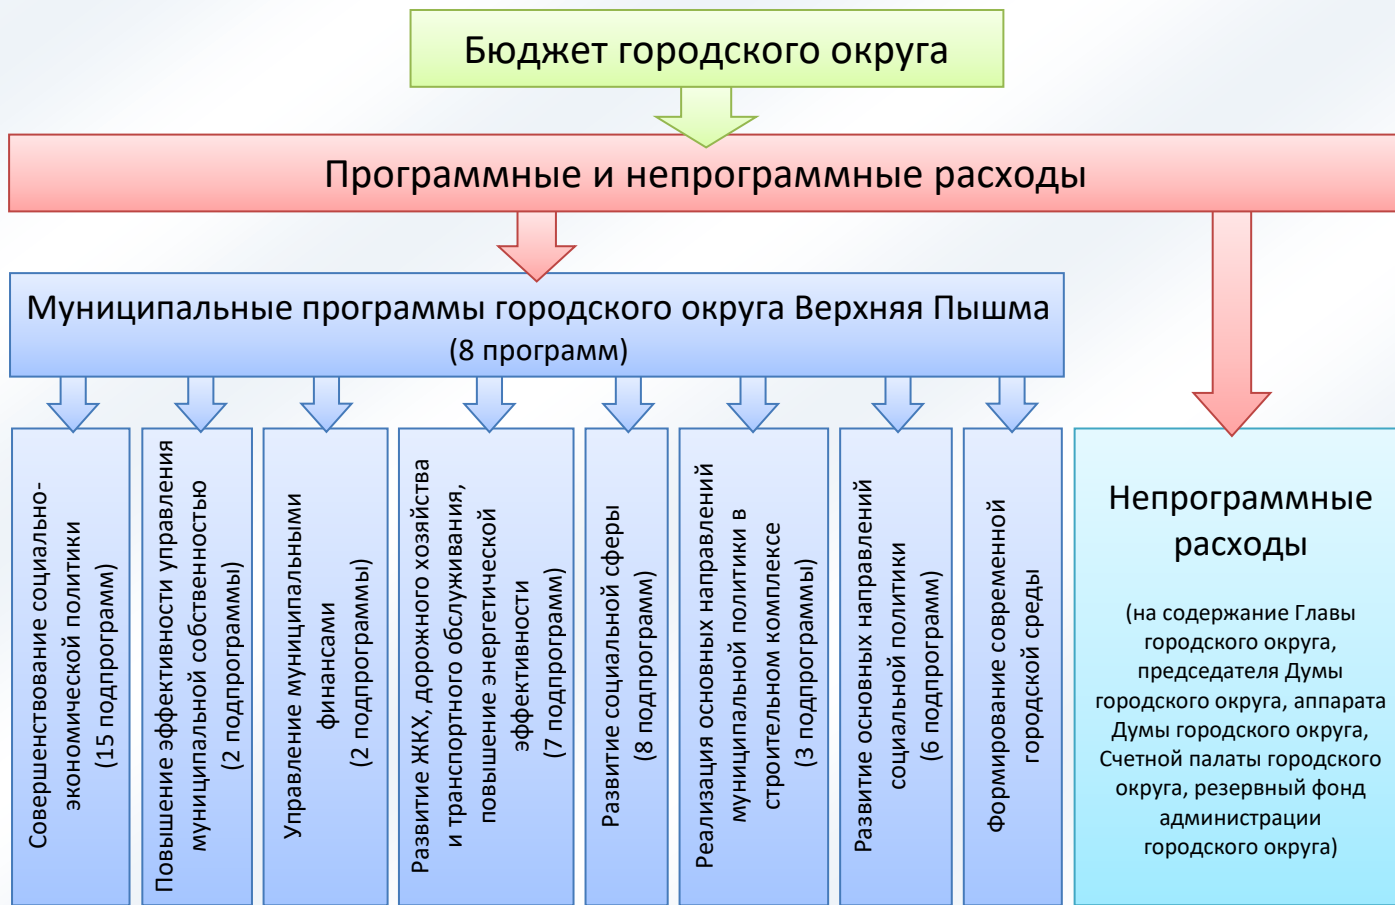 Бюджет городского округа
Программные и непрограммные расходы
Муниципальные программы городского округа Верхняя Пышма
(8 программ)
Совершенствование социально-
экономической политики
(15 подпрограмм)
Повышение эффективности управления
муниципальной собственностью
(2 подпрограммы)
Управление муниципальными
финансами
(2 подпрограммы)
Развитие ЖКХ, дорожного хозяйства
и транспортного обслуживания,
повышение энергетической
эффективности
(7 подпрограмм)
Развитие социальной сферы
(8 подпрограмм)
Реализация основных направлений
муниципальной политики в
строительном комплексе
(3 подпрограммы)
Развитие основных направлений
социальной политики
(6 подпрограмм)
Формирование современной
городской среды
Непрограммные
расходы
(на содержание Главы
городского округа,
председателя Думы
городского округа, аппарата
Думы городского округа,
Счетной палаты городского
округа, резервный фонд
администрации
городского округа)